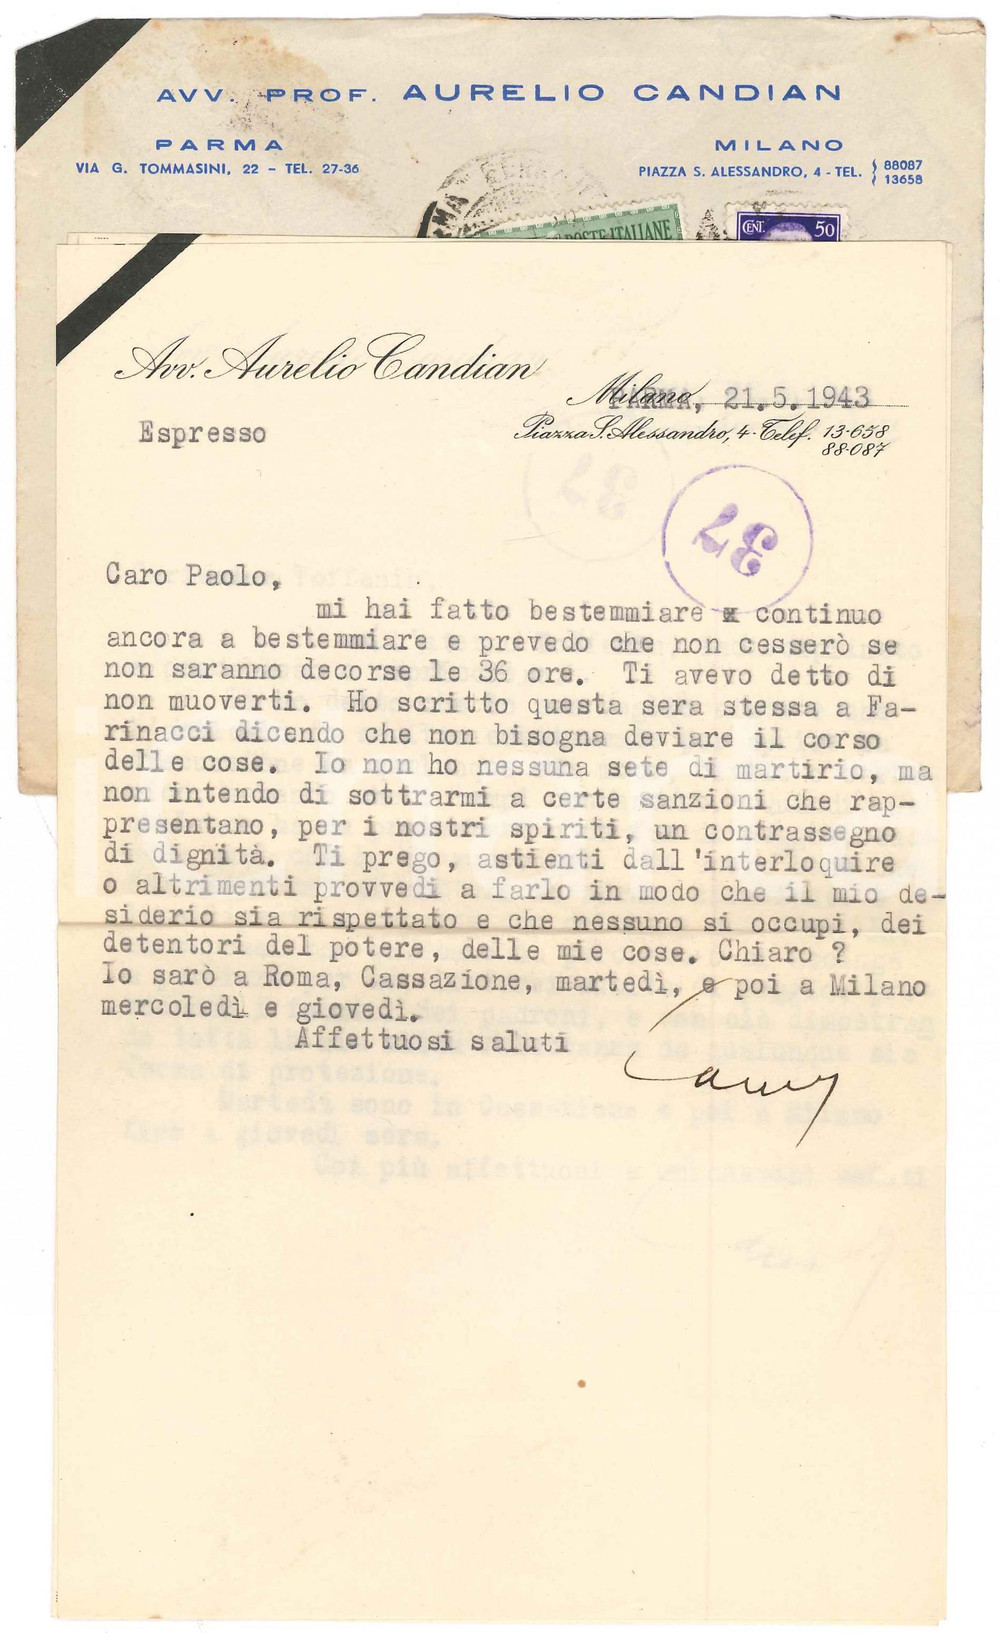 AVV. PROF. AURELIO CANDIAN
PARMA
VIA G. TOMMASINI, 22 – TEL. 27-36
MILANO
PIAZZA S. ALESSANDRO, 4 - TEL. 88087
13658
POSTE ITALIANE
CENT. 50
Avv. Aurelio Candian
Milano
PARMA, 21.5.1943
Espresso
Piazza S. Alessandro, 4 - Telef. 13-658
88-087
37
Caro Paolo,
mi hai fatto bestemmiare x continuo
ancora a bestemmiare e prevedo che non cesserò se
non saranno decorse le 36 ore. Ti avevo detto di
non muoverti. Ho scritto questa sera stessa a Fa-
rinacci dicendo che non bisogna deviare il corso
delle cose. Io non ho nessuna sete di martirio, ma
non intendo di sottrarmi a certe sanzioni che rap-
presentano, per i nostri spiriti, un contrassegno
di dignità. Ti prego, astienti dall'interloquire
o altrimenti provvedi a farlo in modo che il mio de-
siderio sia rispettato e che nessuno si occupi, dei
detentori del potere, delle mie cose. Chiaro ?
Io sarò a Roma, Cassazione, martedì, e poi a Milano
mercoledì e giovedì.
Affettuosi saluti